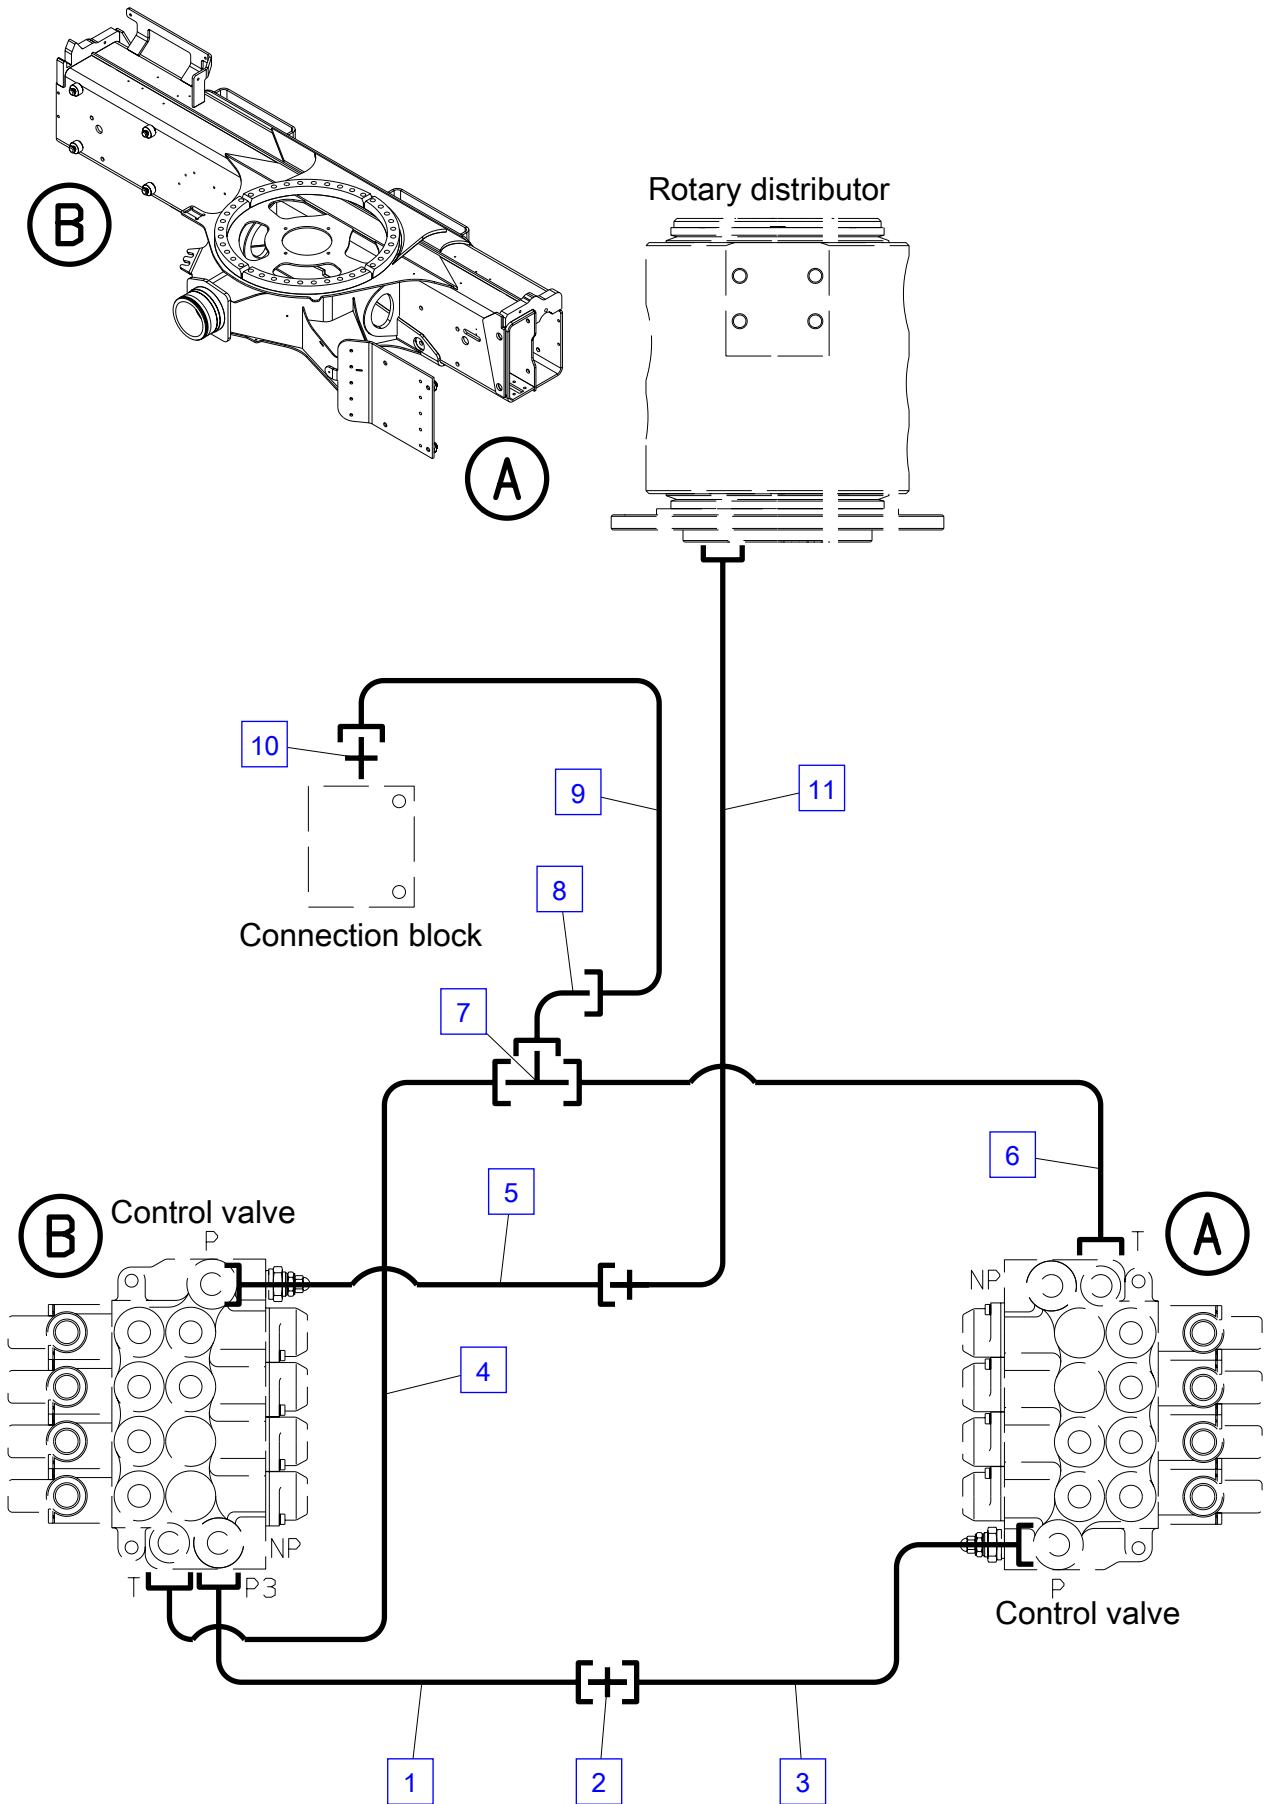 Rotary distributor
B
A
10
9
11
8
Connection block
7
6
5
B
Control valve
P
A
T
NP
4
NP
T
P3
P
Control valve
1
2
3